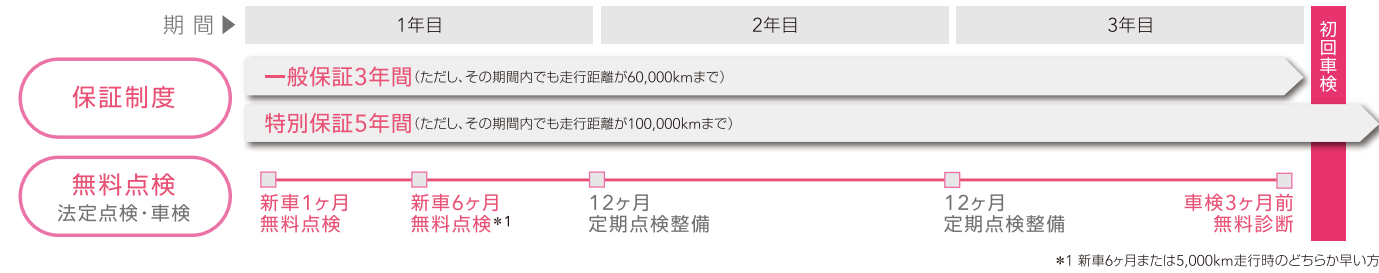 期間▶
1年目
2年目
3年目
初回車検
保証制度
一般保証3年間(ただし、その期間内でも走行距離が60,000kmまで)
特別保証5年間(ただし、その期間内でも走行距離が100,000kmまで)
無料点検
法定点検・車検
新車1ヶ月
無料点検
新車6ヶ月
無料点検*1
12ヶ月
定期点検整備
12ヶ月
定期点検整備
車検3ヶ月前
無料診断
*1 新車6ヶ月または5,000km走行時のどちらか早い方